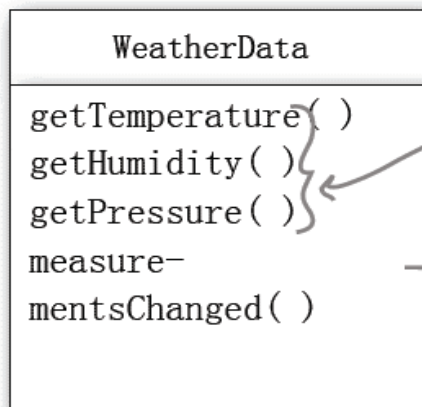 WeatherData
getTemperature( )
getHumidity( )
getPressure( )
measure-
mentsChanged( )